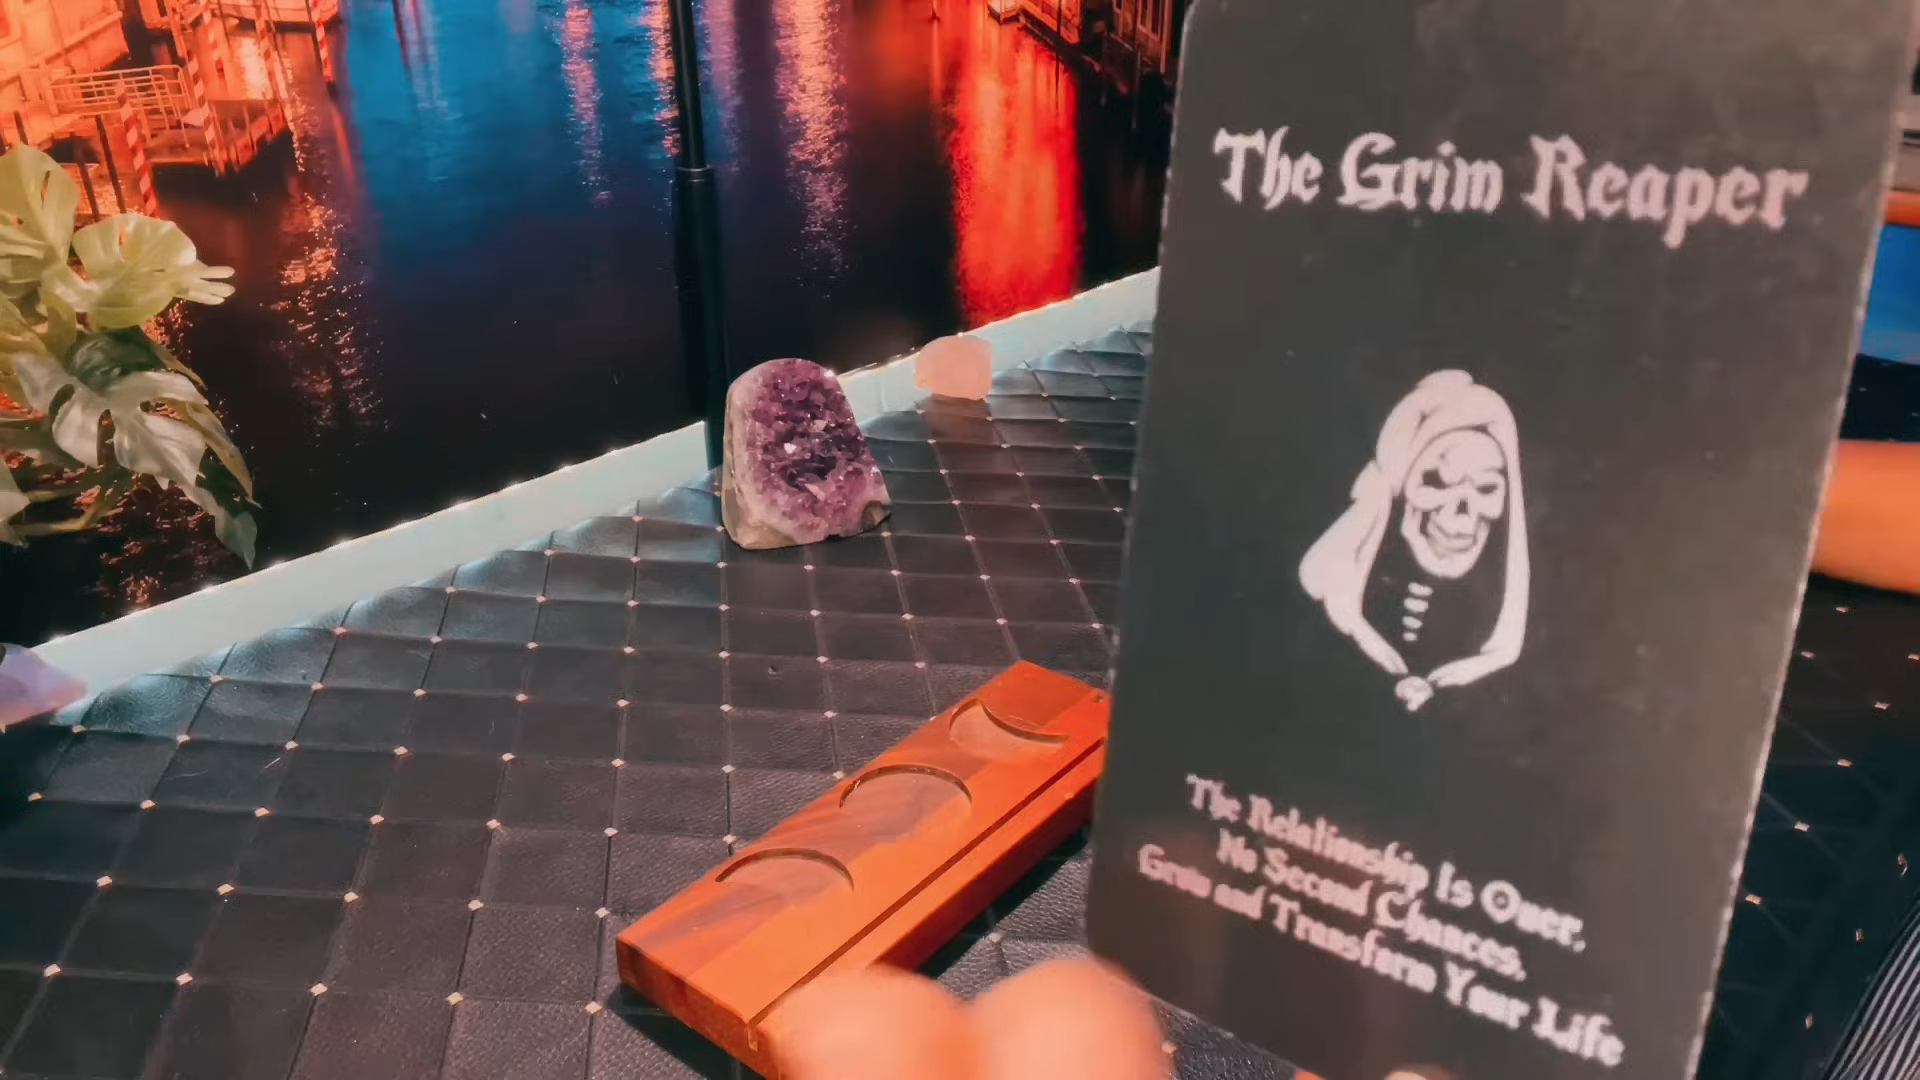 The Grim Reaper
"The Relationship Is Over,
No Second Chances,
Grow and Transform Your Life